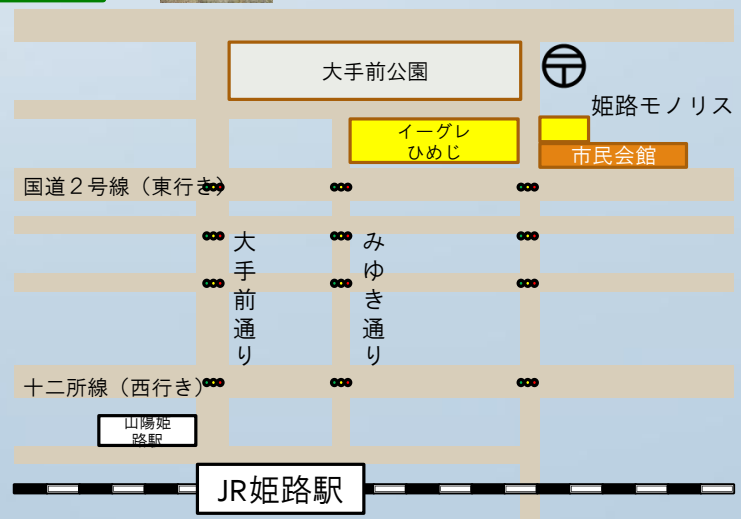 大手前公園
姫路モノリス
イーグレ
ひめじ
市民会館
国道２号線（東行き）
大手前通り
みゆき通り
十二所線（西行き）
山陽姫
路駅
JR姫路駅